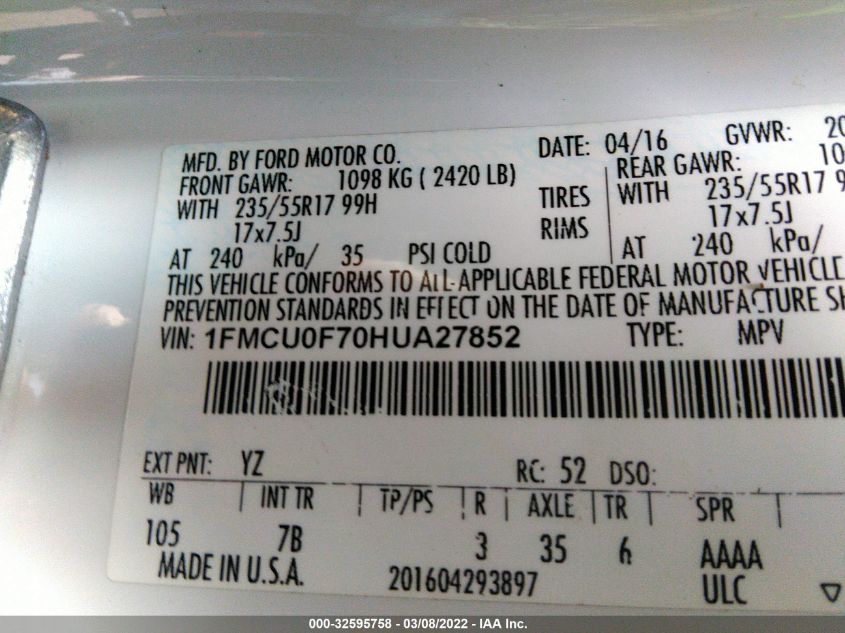 MFD. BY FORD MOTOR CO. DATE: 04/16 GVWR: 20
FRONT GAWR: 1098 KG ( 2420 LB) REAR GAWR: 10
WITH 235/55R17 99H TIRES WITH 235/55R17 9
17x7.5J RIMS 17x7.5J
AT 240 kPa/ 35 PSI COLD AT 240 kPa/
THIS VEHICLE CONFORMS TO ALL APPLICABLE FEDERAL MOTOR VEHICLE
PREVENTION STANDARDS IN EFFECT ON THE DATE OF MANUFACTURE SH
VIN: 1FMCU0F70HUA27852 TYPE: MPV
EXT PNT: YZ RC: 52 DSO:
WB INT TR TP/PS R AXLE TR SPR
105 7B 3 35 6 AAAA
MADE IN U.S.A. 201604293897 ULC
000-32595758 - 03/08/2022 - IAA Inc.